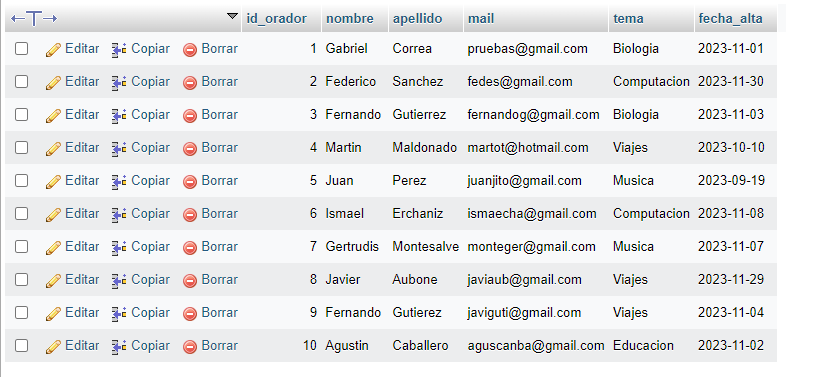 id_orador nombre apellido mail tema fecha_alta
Editar Copiar Borrar 1 Gabriel Correa pruebas@gmail.com Biologia 2023-11-01
Editar Copiar Borrar 2 Federico Sanchez fedes@gmail.com Computacion 2023-11-30
Editar Copiar Borrar 3 Fernando Gutierrez fernandog@gmail.com Biologia 2023-11-03
Editar Copiar Borrar 4 Martin Maldonado martot@hotmail.com Viajes 2023-10-10
Editar Copiar Borrar 5 Juan Perez juanjito@gmail.com Musica 2023-09-19
Editar Copiar Borrar 6 Ismael Erchaniz ismaecha@gmail.com Computacion 2023-11-08
Editar Copiar Borrar 7 Gertrudis Montesalve monteger@gmail.com Musica 2023-11-07
Editar Copiar Borrar 8 Javier Aubone javiaub@gmail.com Viajes 2023-11-29
Editar Copiar Borrar 9 Fernando Gutierez javiguti@gmail.com Viajes 2023-11-04
Editar Copiar Borrar 10 Agustin Caballero aguscanba@gmail.com Educacion 2023-11-02